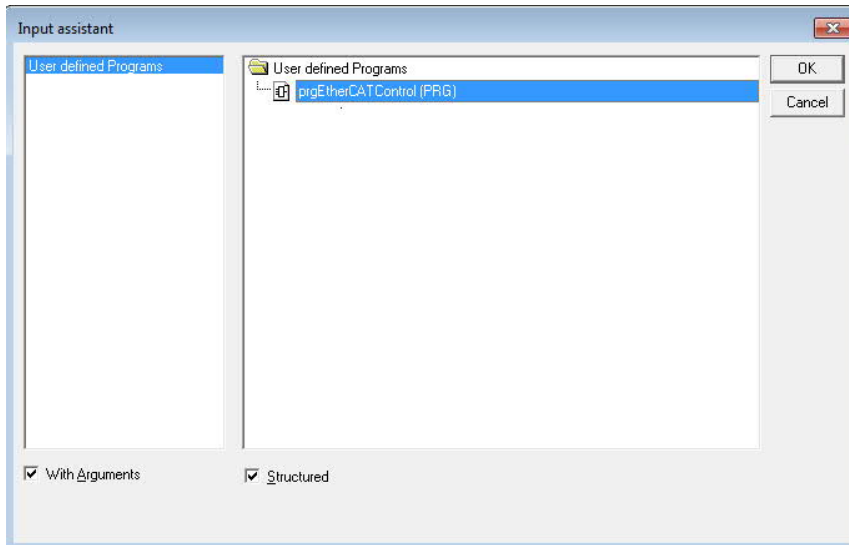 Input assistant
User defined Programs
User defined Programs
prgEtherCATControl (PRG)
OK
Cancel
With Arguments
Structured